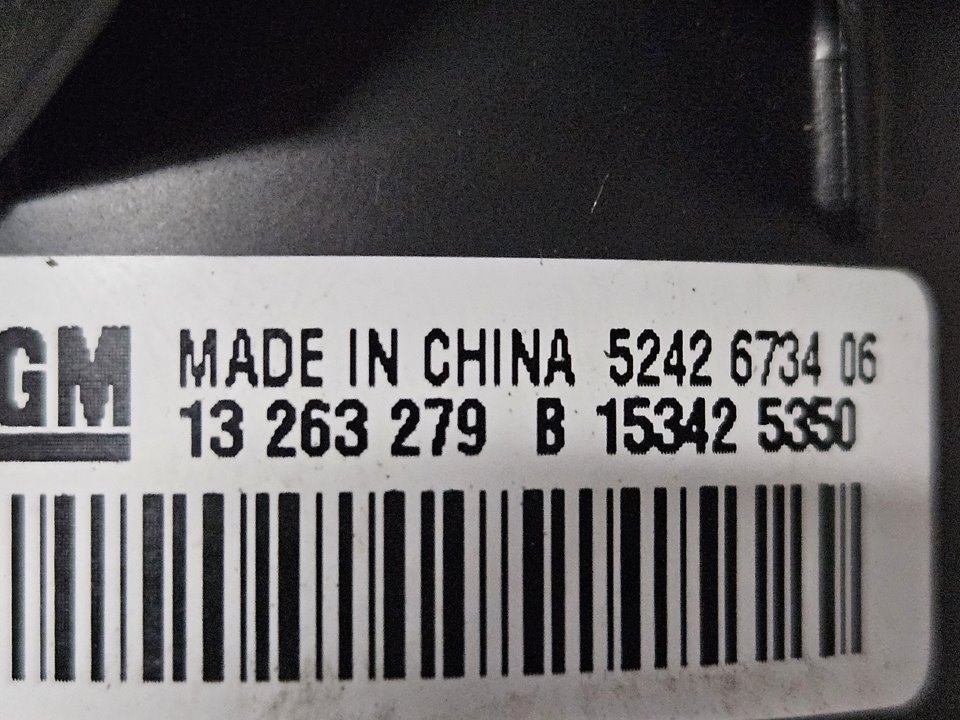 GM
MADE IN CHINA 5242 6734 06
13 263 279 B 15342 5350